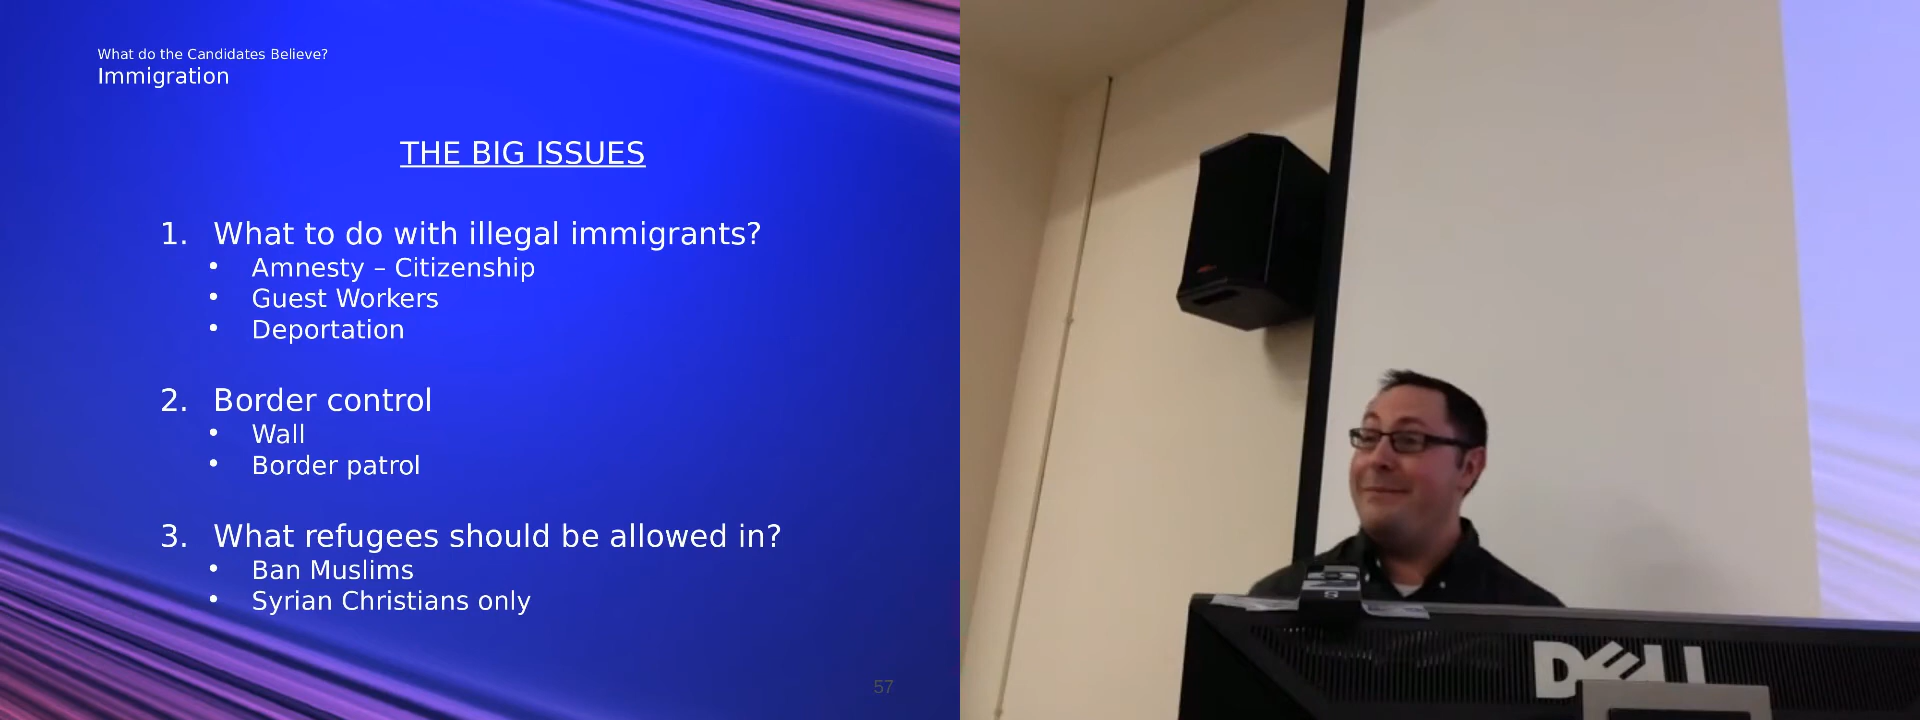 What do the Candidates Believe?
Immigration
THE BIG ISSUES
1. What to do with illegal immigrants?
• Amnesty – Citizenship
• Guest Workers
• Deportation
2. Border control
• Wall
• Border patrol
3. What refugees should be allowed in?
• Ban Muslims
• Syrian Christians only
57
DELL